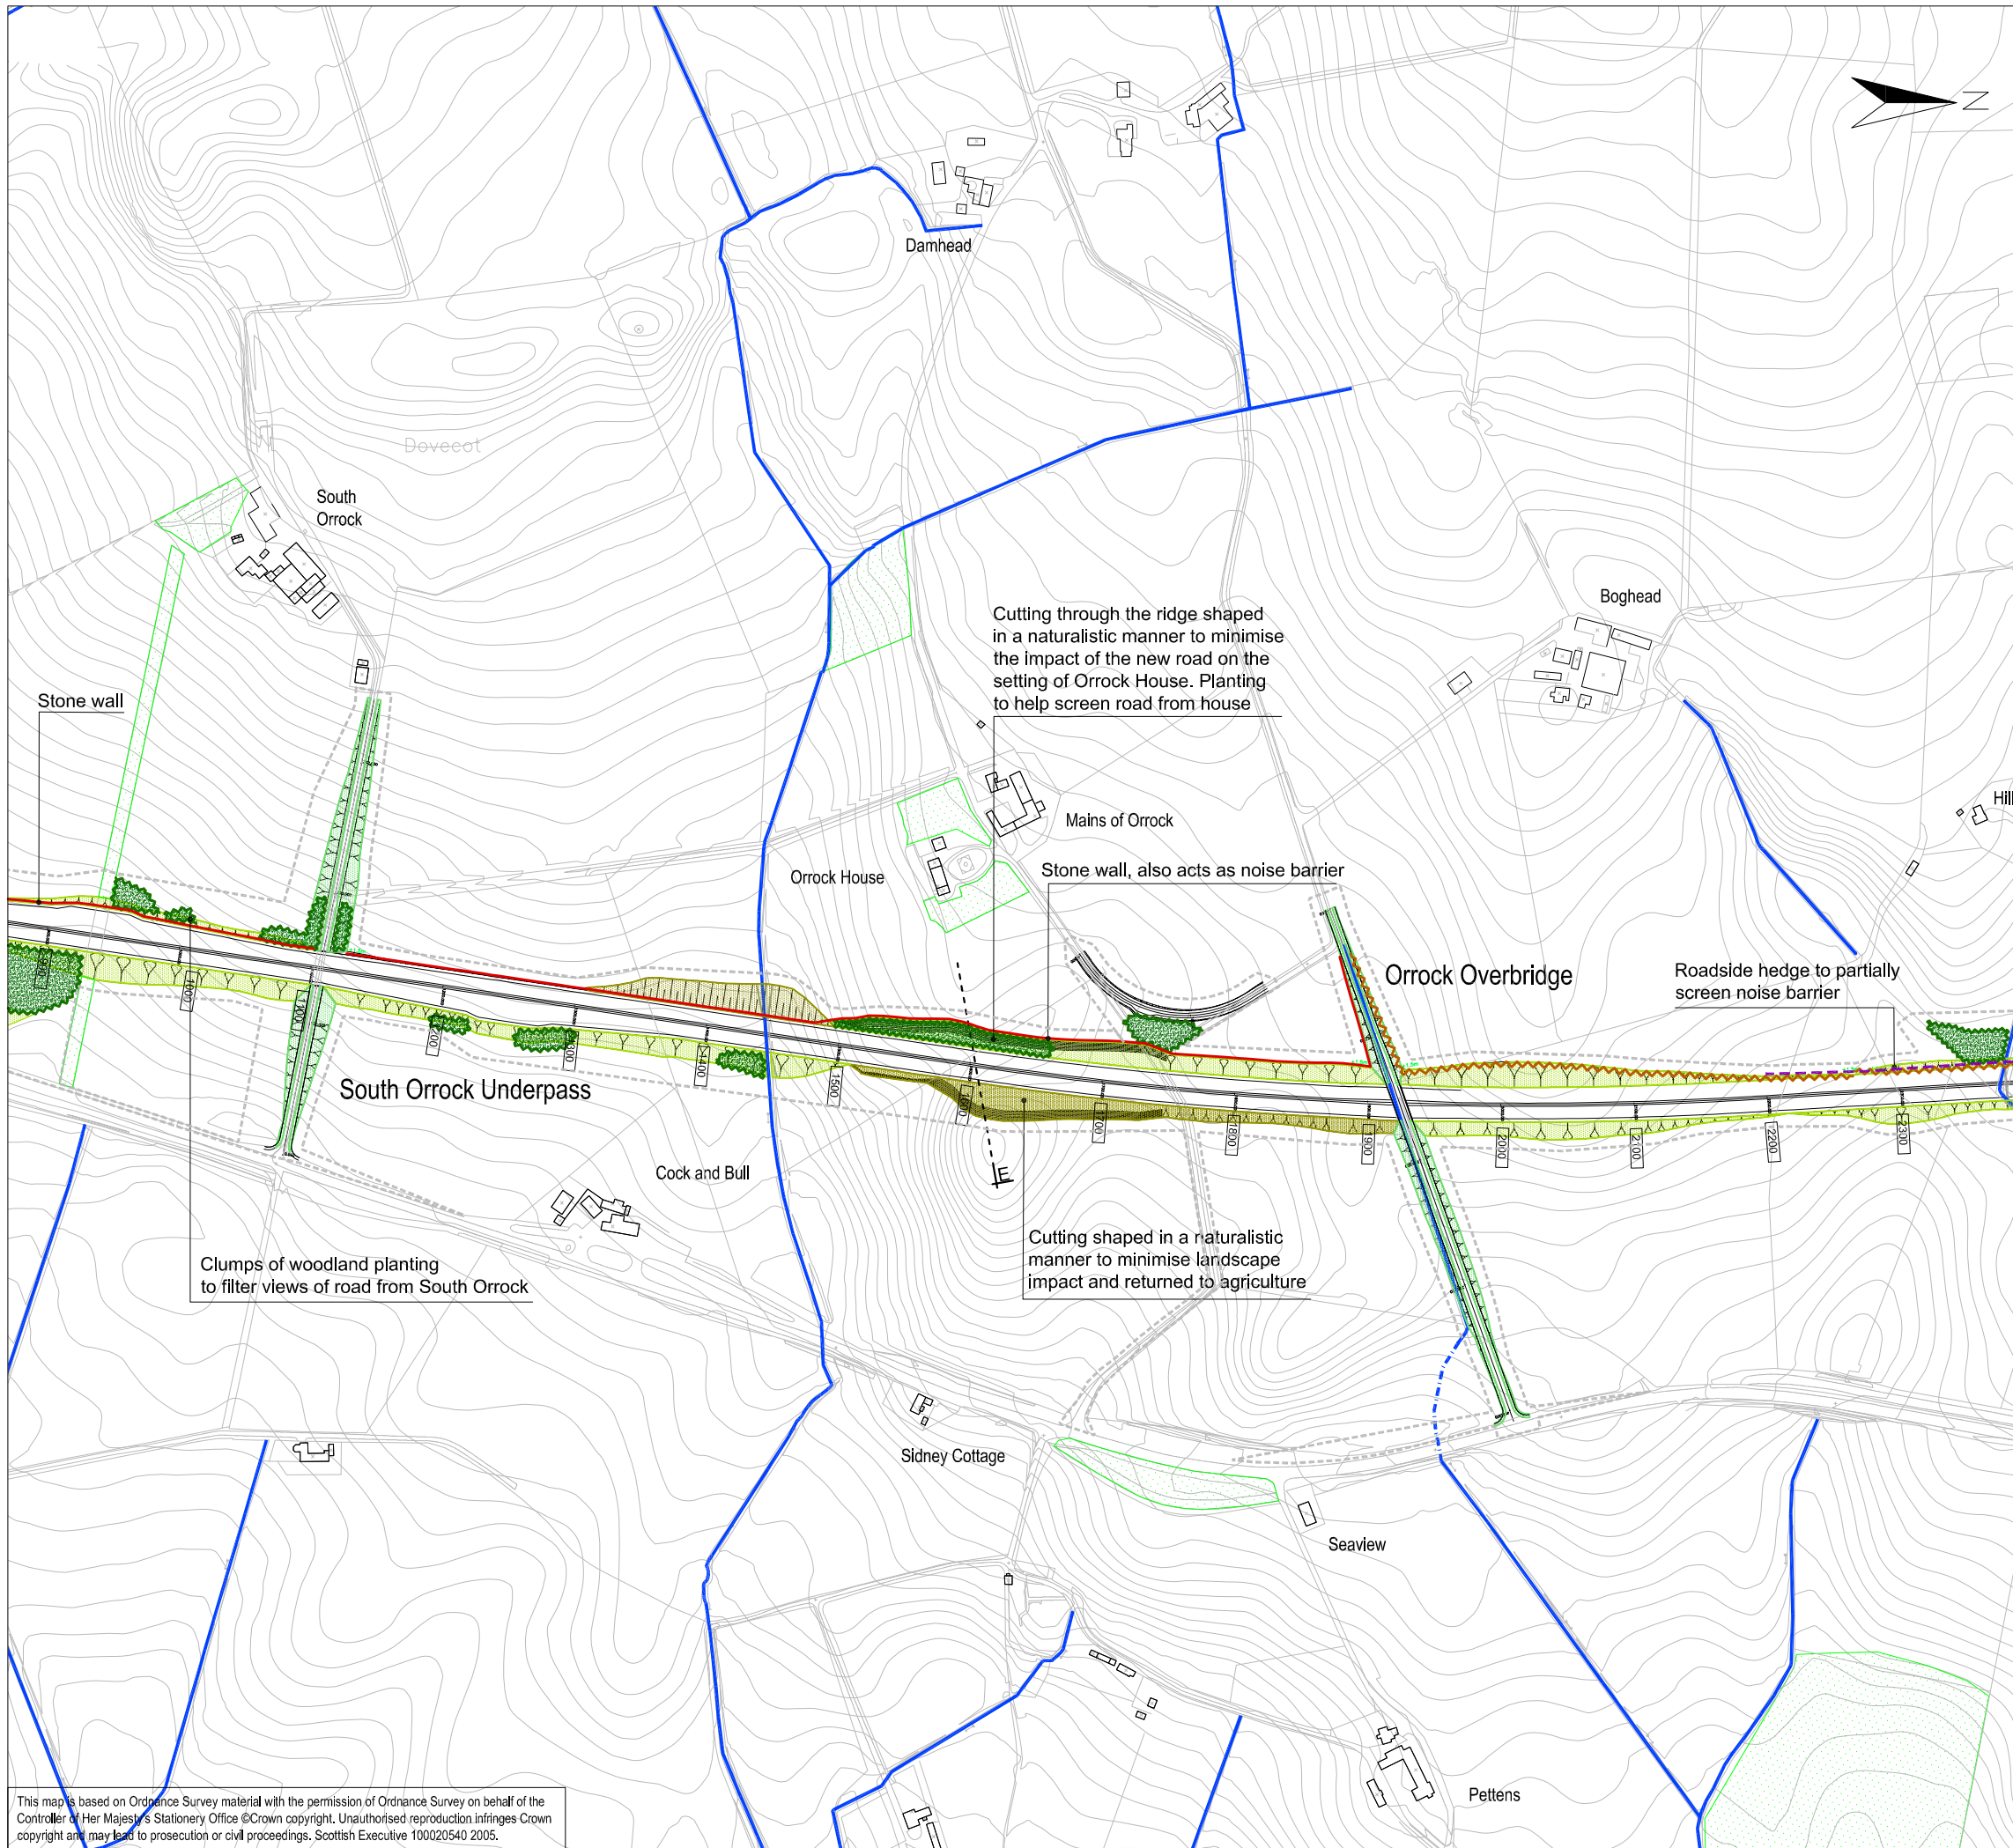 N
Damhead
Dovecot
South
Orrock
Boghead
Cutting through the ridge shaped
in a naturalistic manner to minimise
the impact of the new road on the
setting of Orrock House. Planting
to help screen road from house
Stone wall
Hill
Mains of Orrock
Stone wall, also acts as noise barrier
Orrock House
Orrock Overbridge
Roadside hedge to partially
screen noise barrier
900
1000
1400
1500
1700
1800
1900
2000
2100
2200
2300
South Orrock Underpass
Cock and Bull
E
Cutting shaped in a naturalistic
manner to minimise landscape
impact and returned to agriculture
Clumps of woodland planting
to filter views of road from South Orrock
Sidney Cottage
Seaview
Pettens
This map is based on Ordnance Survey material with the permission of Ordnance Survey on behalf of the
Controller of Her Majesty's Stationery Office ©Crown copyright. Unauthorised reproduction infringes Crown
copyright and may lead to prosecution or civil proceedings. Scottish Executive 100020540 2005.